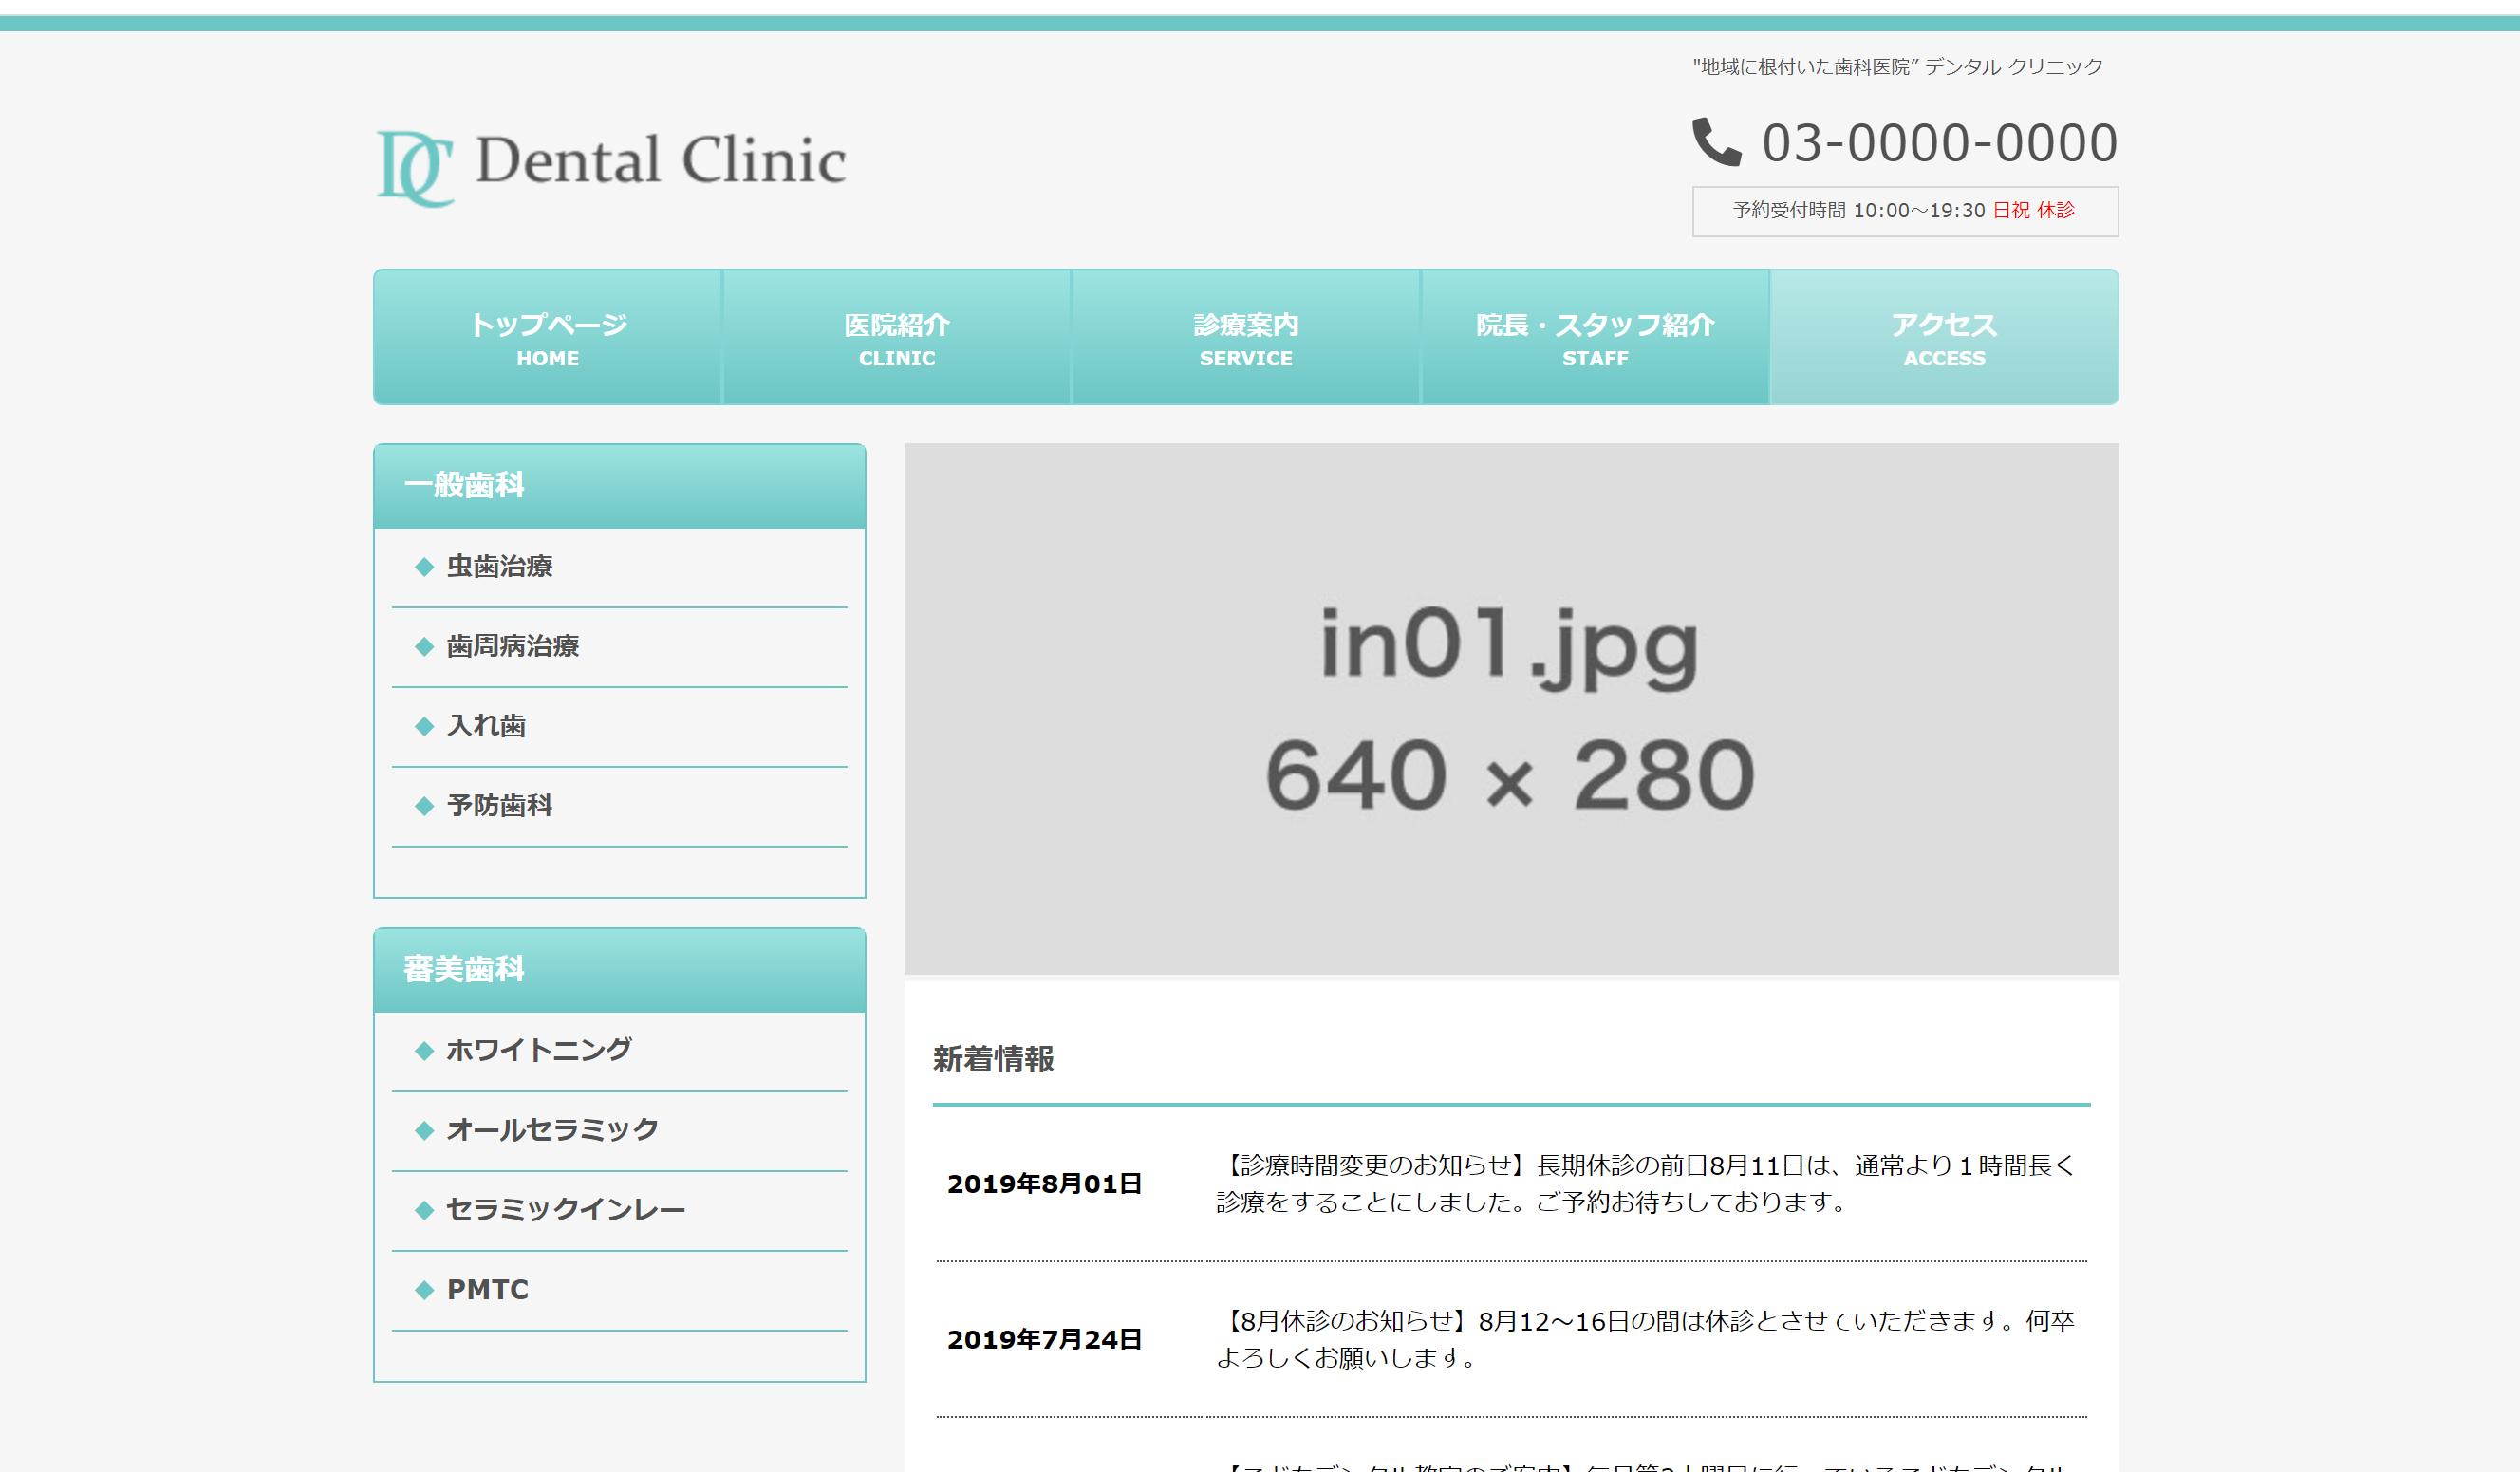 "地域に根付いた歯科医院” デンタル クリニック
DC Dental Clinic
03-0000-0000
予約受付時間 10:00～19:30 日祝 休診
トップページ
HOME
医院紹介
CLINIC
診療案内
SERVICE
院長・スタッフ紹介
STAFF
アクセス
ACCESS
一般歯科
◆ 虫歯治療
◆ 歯周病治療
◆ 入れ歯
◆ 予防歯科
審美歯科
◆ ホワイトニング
◆ オールセラミック
◆ セラミックインレー
◆ PMTC
in01.jpg
640 × 280
新着情報
2019年8月01日
【診療時間変更のお知らせ】長期休診の前日8月11日は、通常より１時間長く
診療をすることにしました。ご予約お待ちしております。
2019年7月24日
【8月休診のお知らせ】8月12～16日の間は休診とさせていただきます。何卒
よろしくお願いします。